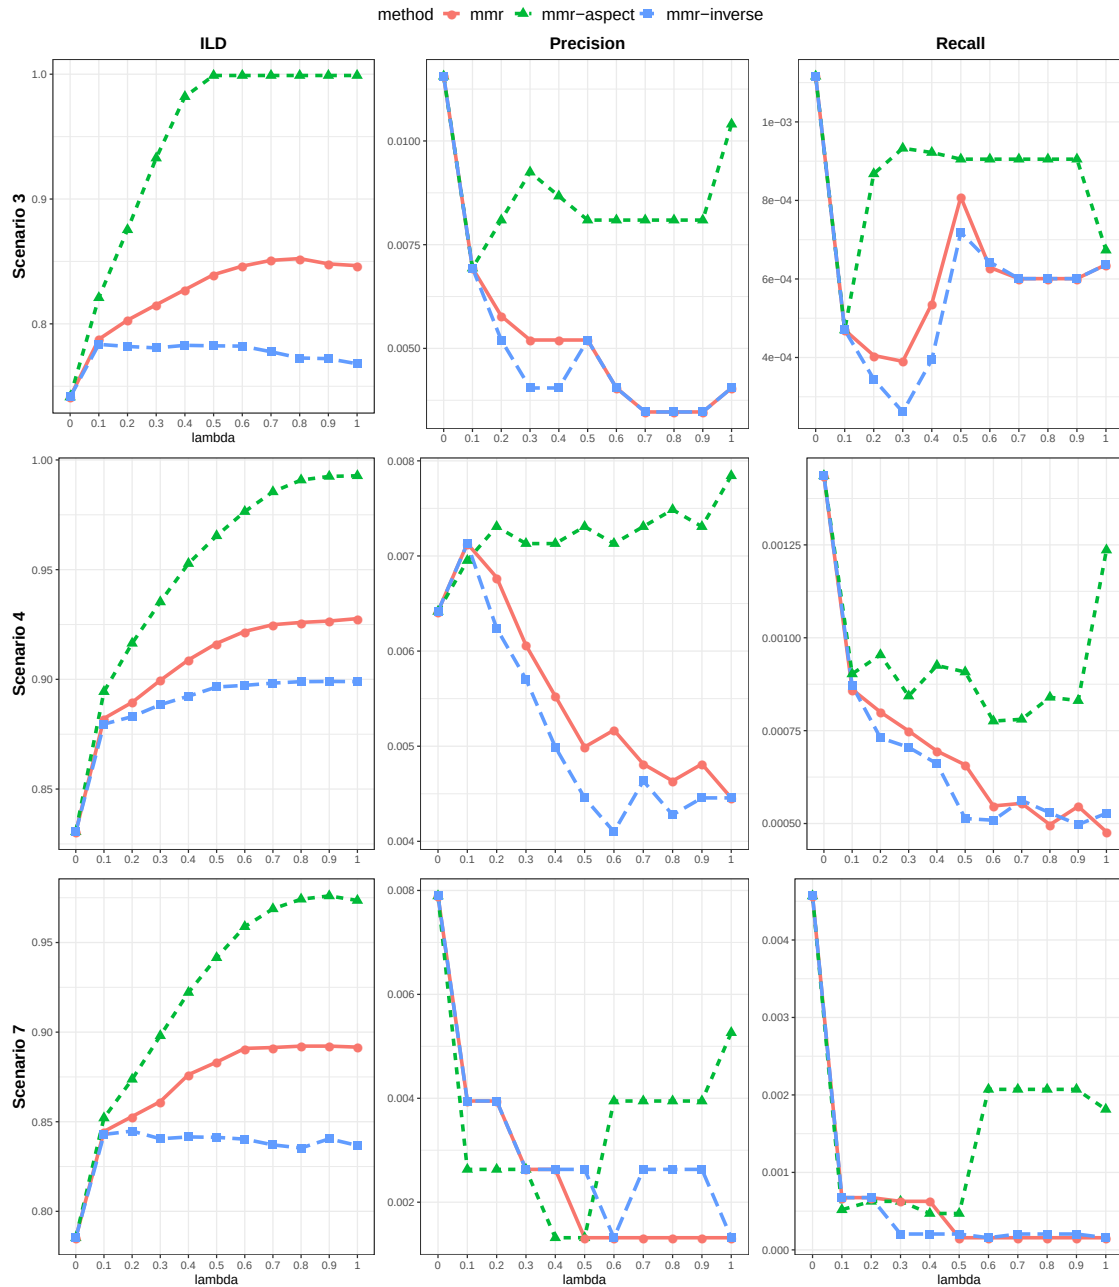 method mmr mmr−aspect mmr−inverse
ILD Precision Recall
Scenario 3
1.0
0.9
0.8
0 0.1 0.2 0.3 0.4 0.5 0.6 0.7 0.8 0.9 1
lambda
0.0100
0.0075
0.0050
0 0.1 0.2 0.3 0.4 0.5 0.6 0.7 0.8 0.9 1
1e−03
8e−04
6e−04
4e−04
0 0.1 0.2 0.3 0.4 0.5 0.6 0.7 0.8 0.9 1
Scenario 4
1.00
0.95
0.90
0.85
0 0.1 0.2 0.3 0.4 0.5 0.6 0.7 0.8 0.9 1
0.008
0.007
0.006
0.005
0.004
0 0.1 0.2 0.3 0.4 0.5 0.6 0.7 0.8 0.9 1
0.00125
0.00100
0.00075
0.00050
0 0.1 0.2 0.3 0.4 0.5 0.6 0.7 0.8 0.9 1
Scenario 7
0.95
0.90
0.85
0.80
0 0.1 0.2 0.3 0.4 0.5 0.6 0.7 0.8 0.9 1
lambda
0.008
0.006
0.004
0.002
0 0.1 0.2 0.3 0.4 0.5 0.6 0.7 0.8 0.9 1
lambda
0.004
0.003
0.002
0.001
0.000
0 0.1 0.2 0.3 0.4 0.5 0.6 0.7 0.8 0.9 1
lambda